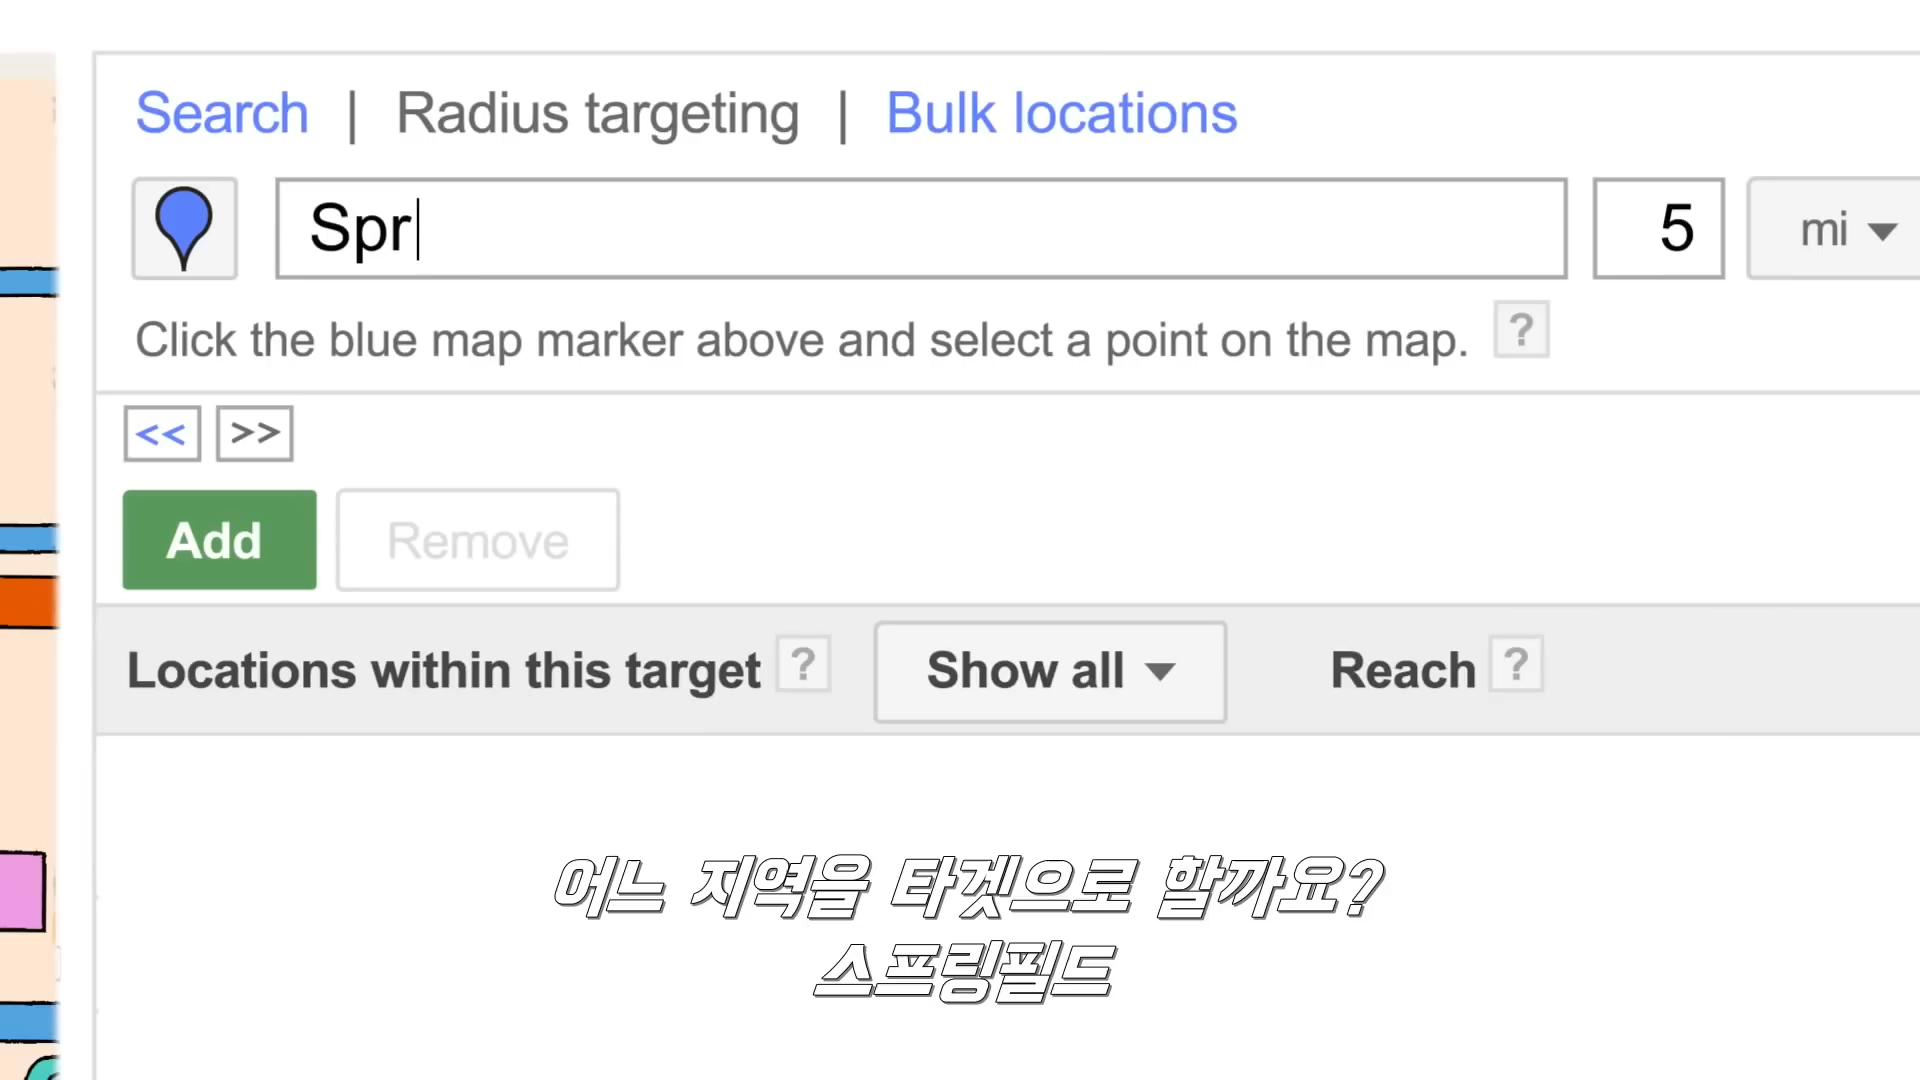 Search | Radius targeting | Bulk locations
Spr 5 mi
Click the blue map marker above and select a point on the map. ?
<< >>
Add Remove
Locations within this target ? Show all Reach ?
어느 지역을 타겟으로 할까요?
스프링필드